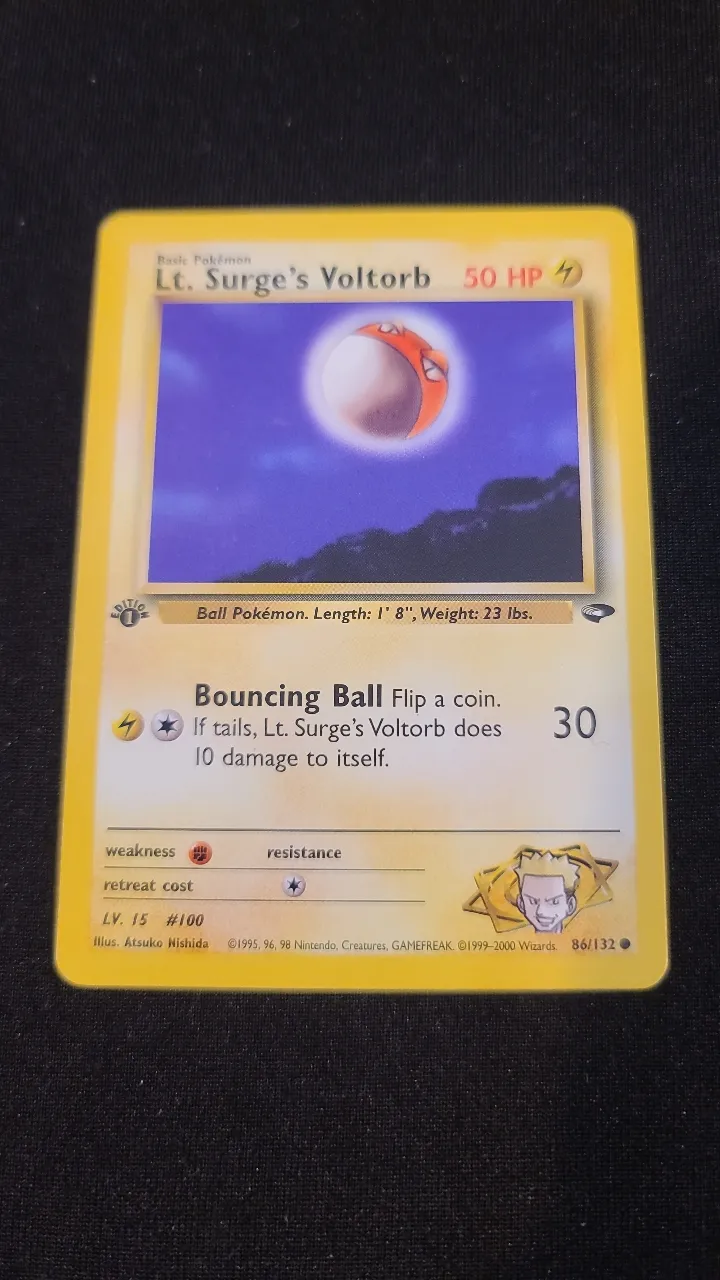 Basic Pokémon
Lt. Surge's Voltorb 50 HP
EDITION
1
Ball Pokémon. Length: 1' 8", Weight: 23 lbs.
Bouncing Ball Flip a coin.
If tails, Lt. Surge's Voltorb does
10 damage to itself.
30
weakness resistance
retreat cost
LV. 15 #100
Illus. Atsuko Nishida ©1995, 96, 98 Nintendo, Creatures, GAMEFREAK. ©1999–2000 Wizards. 86/132